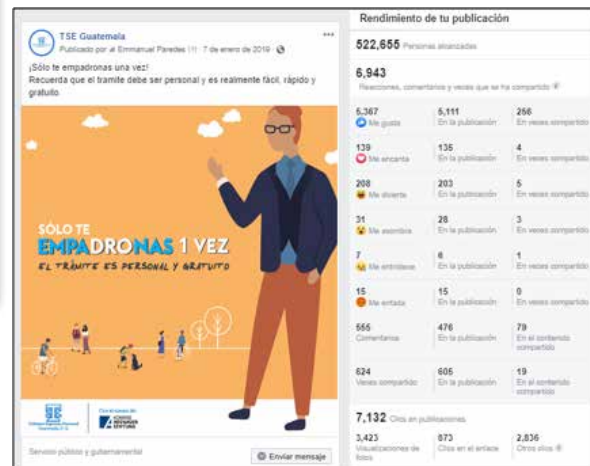 TSE Guatemala
Publicado por Emmanuel Paredes · 7 de enero de 2019 ·
¡Sólo te empadronas una vez!
Recuerda que el tramite debe ser personal y es realmente fácil, rápido y
gratuito.
SÓLO TE
EMPADRONAS 1 VEZ
EL TRÁMITE ES PERSONAL Y GRATUITO
Con el apoyo de:
KONRAD
ADENAUER
STIFTUNG
Servicio público y gubernamental
Enviar mensaje
Rendimiento de tu publicación
522,655 Personas alcanzadas
6,943
Reacciones, comentarios y veces que se ha compartido
5,367 5,111 256
Me gusta En la publicación En veces compartido
139 135 4
Me encanta En la publicación En veces compartido
208 203 5
Me divierte En la publicación En veces compartido
31 28 3
Me asombra En la publicación En veces compartido
7 6 1
Me entristece En la publicación En veces compartido
15 15 0
Me enfada En la publicación En veces compartido
555 476 79
Comentarios En la publicación En el contenido
compartido
624 605 19
Veces compartido En la publicación En el contenido
compartido
7,132 Clics en publicaciones
3,423 873 2,836
Visualizaciones de Clics en el enlace Otros clics
fotos